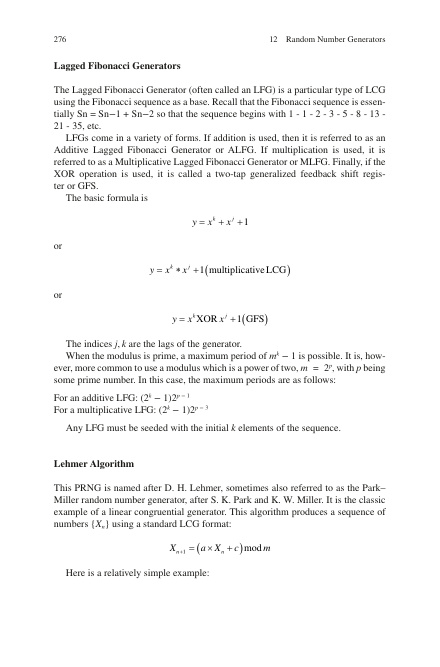 276 12 Random Number Generators
Lagged Fibonacci Generators
The Lagged Fibonacci Generator (often called an LFG) is a particular type of LCG
using the Fibonacci sequence as a base. Recall that the Fibonacci sequence is essen-
tially Sn = Sn−1 + Sn−2 so that the sequence begins with 1 - 1 - 2 - 3 - 5 - 8 - 13 -
21 - 35, etc.
LFGs come in a variety of forms. If addition is used, then it is referred to as an
Additive Lagged Fibonacci Generator or ALFG. If multiplication is used, it is
referred to as a Multiplicative Lagged Fibonacci Generator or MLFG. Finally, if the
XOR operation is used, it is called a two-tap generalized feedback shift regis-
ter or GFS.
The basic formula is
y = x^k + x^j + 1
or
y = x^k ∗ x^j + 1 (multiplicative LCG)
or
y = x^k XOR x^j + 1 (GFS)
The indices j, k are the lags of the generator.
When the modulus is prime, a maximum period of m^k − 1 is possible. It is, how-
ever, more common to use a modulus which is a power of two, m = 2^p, with p being
some prime number. In this case, the maximum periods are as follows:
For an additive LFG: (2^k − 1)2^{p − 1}
For a multiplicative LFG: (2^k − 1)2^{p − 3}
Any LFG must be seeded with the initial k elements of the sequence.
Lehmer Algorithm
This PRNG is named after D. H. Lehmer, sometimes also referred to as the Park–
Miller random number generator, after S. K. Park and K. W. Miller. It is the classic
example of a linear congruential generator. This algorithm produces a sequence of
numbers {X_n} using a standard LCG format:
X_{n+1} = (a × X_n + c) mod m
Here is a relatively simple example: